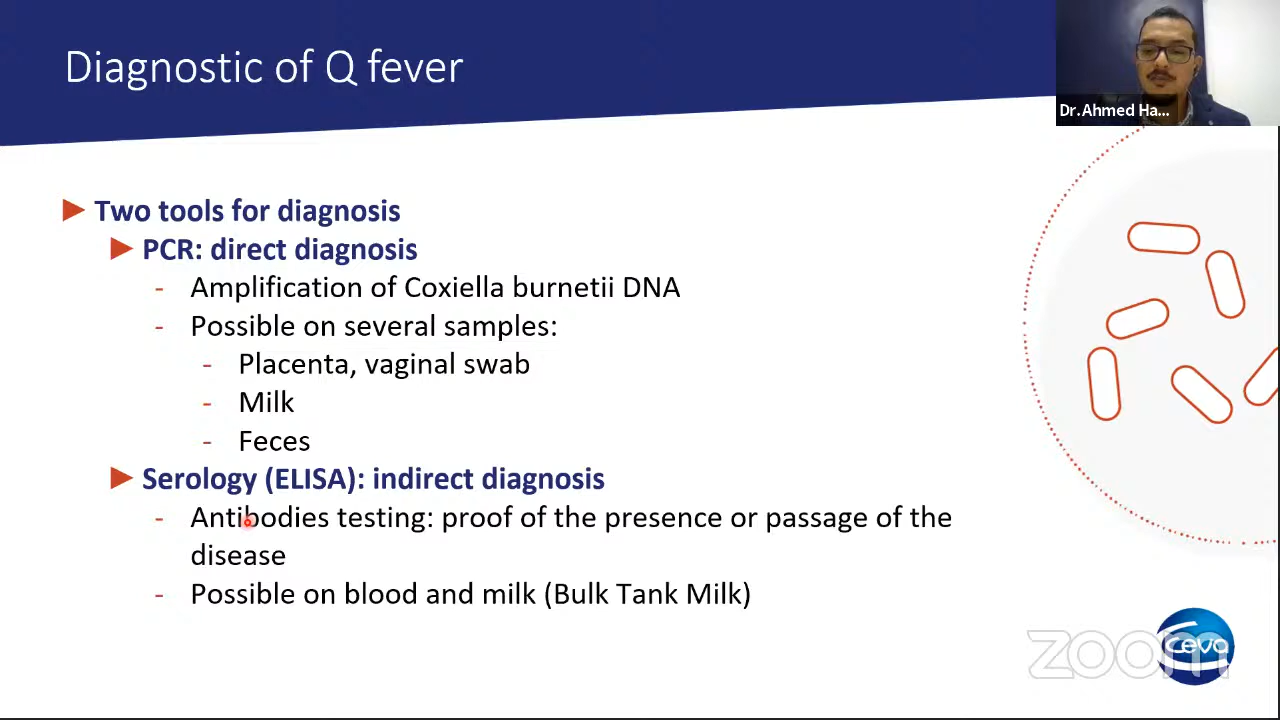 Diagnostic of Q fever
Dr.Ahmed Ha...
Two tools for diagnosis
PCR: direct diagnosis
- Amplification of Coxiella burnetii DNA
- Possible on several samples:
- Placenta, vaginal swab
- Milk
- Feces
Serology (ELISA): indirect diagnosis
- Antibodies testing: proof of the presence or passage of the
disease
- Possible on blood and milk (Bulk Tank Milk)
zoom
Ceva